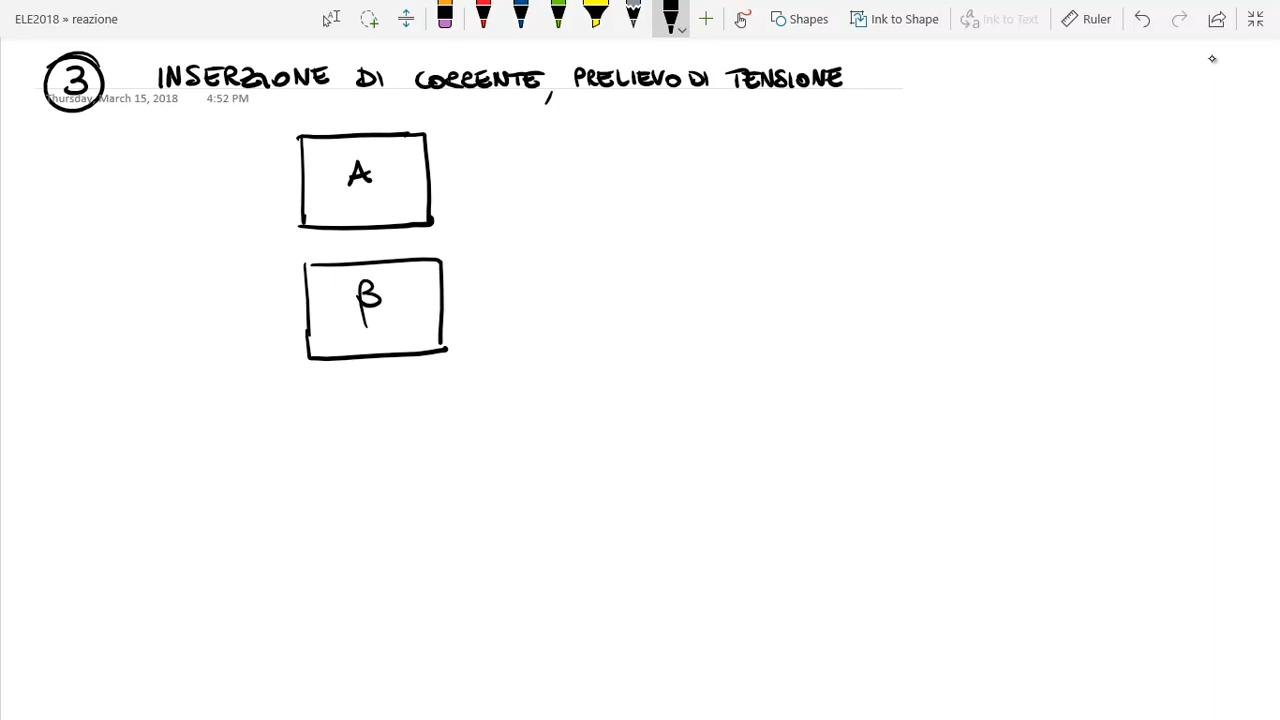 ELE2018 » reazione
Shapes
Ink to Shape
Ink to Text
Ruler
3 INSERZIONE DI CORRENTE, PRELIEVO DI TENSIONE
Thursday, March 15, 2018 4:52 PM
A
β